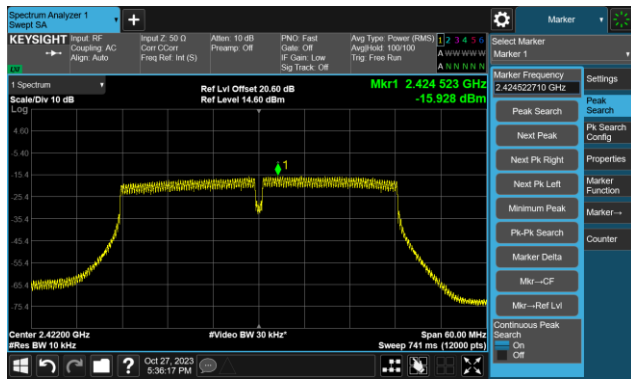 Spectrum Analyzer 1
Swept SA
Marker
KEYSIGHT
Input: RF
Coupling: AC
Align: Auto
Input Z: 50 Ω
Corr CCorr
Freq Ref: Int (S)
Atten: 10 dB
Preamp: Off
PNO: Fast
Gate: Off
IF Gain: Low
Sig Track: Off
Avg Type: Power (RMS)
Avg|Hold: 100/100
Trig: Free Run
1 2 3 4 5 6
A W W W W W
A N N N N N
Select Marker
Marker 1
LXI
1 Spectrum
Scale/Div 10 dB
Log
Ref Lvl Offset 20.60 dB
Ref Level 14.60 dBm
Mkr1 2.424 523 GHz
-15.928 dBm
4.60
-5.40
-15.4
-25.4
-35.4
-45.4
-55.4
-65.4
-75.4
1
Center 2.42200 GHz
#Res BW 10 kHz
#Video BW 30 kHz*
Span 60.00 MHz
Sweep 741 ms (12000 pts)
Marker Frequency
2.424522710 GHz
Peak Search
Next Peak
Next Pk Right
Next Pk Left
Minimum Peak
Pk-Pk Search
Marker Delta
Mkr→CF
Mkr→Ref Lvl
Continuous Peak
Search
On
Off
Settings
Peak
Search
Pk Search
Config
Properties
Marker
Function
Marker→
Counter
Oct 27, 2023
5:36:17 PM